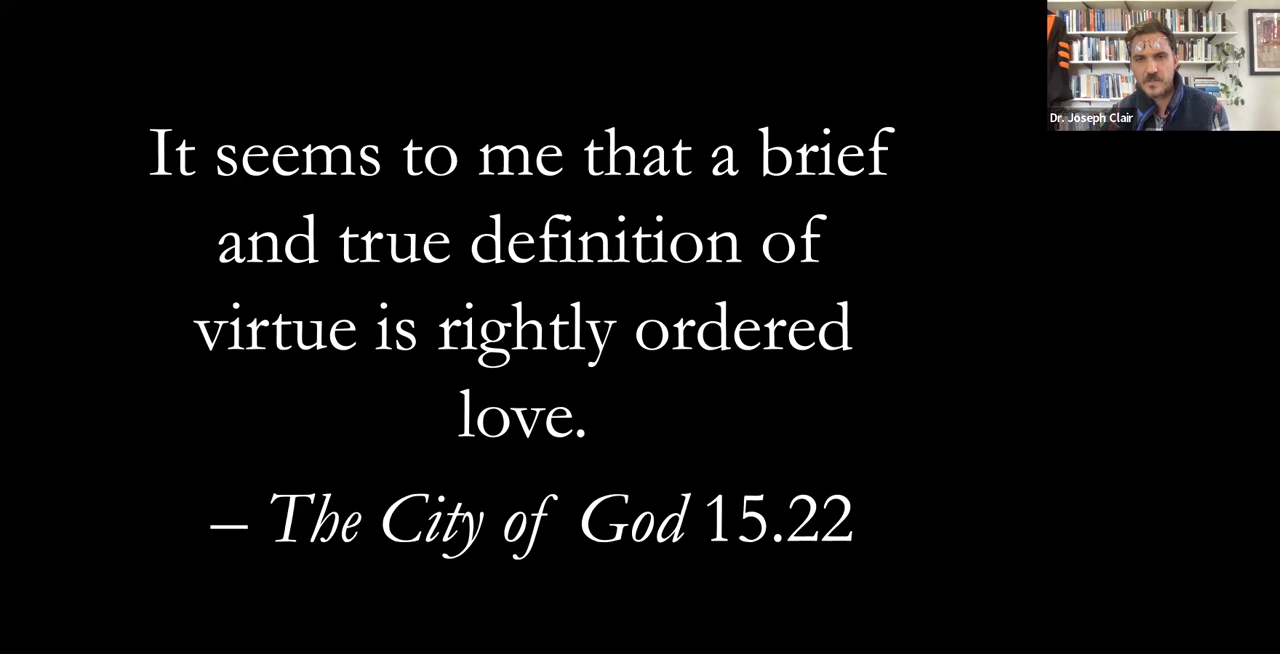 It seems to me that a brief
and true definition of
virtue is rightly ordered
love.
– The City of God 15.22
Dr. Joseph Clair